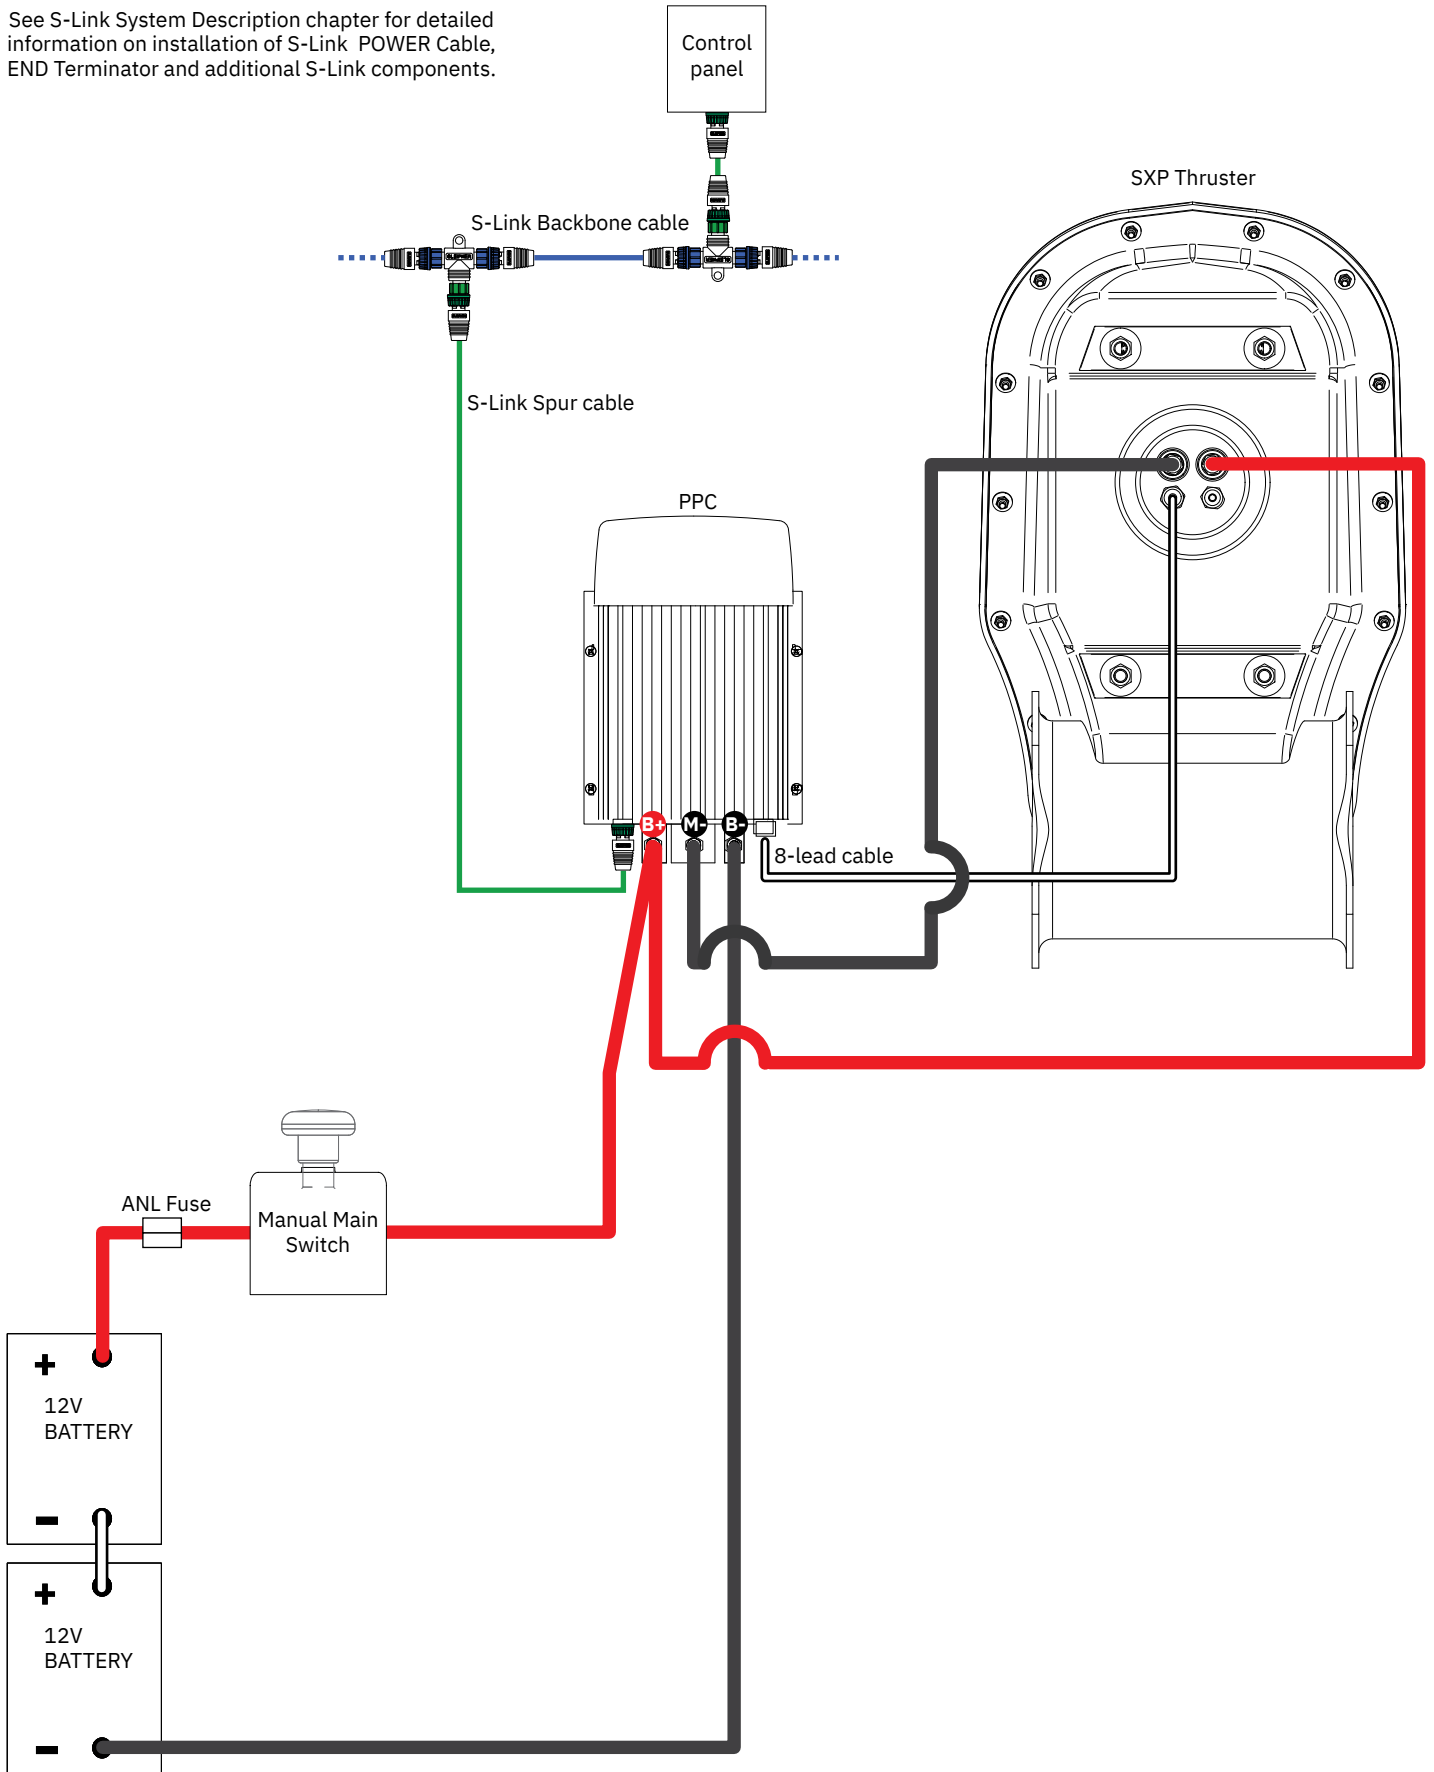 See S-Link System Description chapter for detailed
information on installation of S-Link POWER Cable,
END Terminator and additional S-Link components.
Control
panel
SXP Thruster
S-Link Backbone cable
S-Link Spur cable
PPC
B+
M-
B-
8-lead cable
ANL Fuse
Manual Main
Switch
+
12V
BATTERY
-
+
12V
BATTERY
-